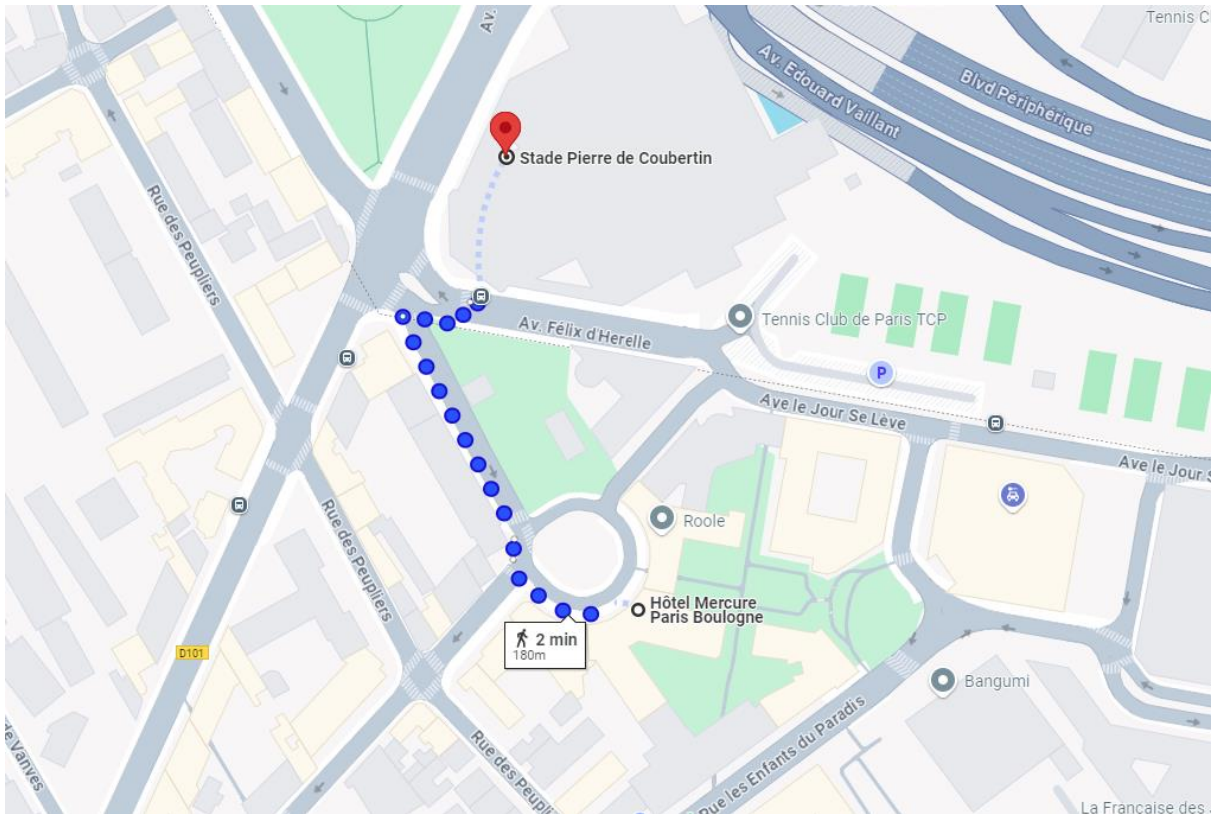 Tennis C
Av.
Av. Edouard Vaillant
Blvd Périphérique
Stade Pierre de Coubertin
Rue des Peupliers
Av. Félix d'Herelle
Tennis Club de Paris TCP
P
Ave le Jour Se Lève
Ave le Jour S
Rue des Peupliers
Roole
Hôtel Mercure
Paris Boulogne
2 min
180m
D101
Bangumi
Rue les Enfants du Paradis
de Vanves
Rue des Peupl
La Française des